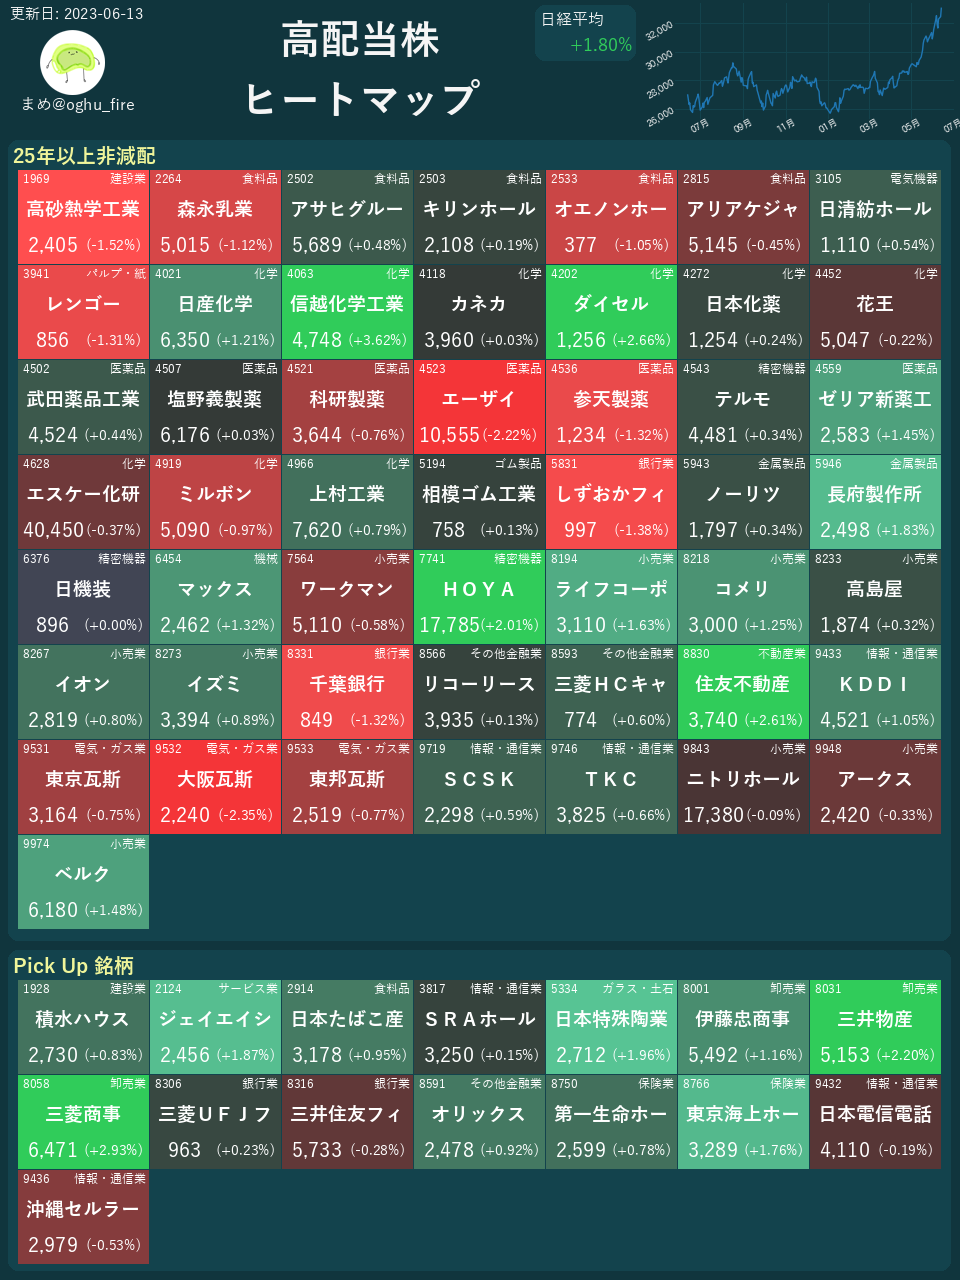 更新日: 2023-06-13
まめ@oghu_fire
高配当株
ヒートマップ
日経平均
+1.80%
32,000
30,000
28,000
26,000
07月 09月 11月 01月 03月 05月 07月
25年以上非減配
1969 建設業 2264 食料品 2502 食料品 2503 食料品 2533 食料品 2815 食料品 3105 電気機器
高砂熱学工業 森永乳業 アサヒグルー キリンホール オエノンホー アリアケジャ 日清紡ホール
2,405 (-1.52%) 5,015 (-1.12%) 5,689 (+0.48%) 2,108 (+0.19%) 377 (-1.05%) 5,145 (-0.45%) 1,110 (+0.54%)
3941 パルプ・紙 4021 化学 4063 化学 4118 化学 4202 化学 4272 化学 4452 化学
レンゴー 日産化学 信越化学工業 カネカ ダイセル 日本化薬 花王
856 (-1.31%) 6,350 (+1.21%) 4,748 (+3.62%) 3,960 (+0.03%) 1,256 (+2.66%) 1,254 (+0.24%) 5,047 (-0.22%)
4502 医薬品 4507 医薬品 4521 医薬品 4523 医薬品 4536 医薬品 4543 精密機器 4559 医薬品
武田薬品工業 塩野義製薬 科研製薬 エーザイ 参天製薬 テルモ ゼリア新薬工
4,524 (+0.44%) 6,176 (+0.03%) 3,644 (-0.76%) 10,555 (-2.22%) 1,234 (-1.32%) 4,481 (+0.34%) 2,583 (+1.45%)
4628 化学 4919 化学 4966 化学 5194 ゴム製品 5831 銀行業 5943 金属製品 5946 金属製品
エスケー化研 ミルボン 上村工業 相模ゴム工業 しずおかフィ ノーリツ 長府製作所
40,450 (-0.37%) 5,090 (-0.97%) 7,620 (+0.79%) 758 (+0.13%) 997 (-1.38%) 1,797 (+0.34%) 2,498 (+1.83%)
6376 精密機器 6454 機械 7564 小売業 7741 精密機器 8194 小売業 8218 小売業 8233 小売業
日機装 マックス ワークマン ＨＯＹＡ ライフコーポ コメリ 高島屋
896 (+0.00%) 2,462 (+1.32%) 5,110 (-0.58%) 17,785 (+2.01%) 3,110 (+1.63%) 3,000 (+1.25%) 1,874 (+0.32%)
8267 小売業 8273 小売業 8331 銀行業 8566 その他金融業 8593 その他金融業 8830 不動産業 9433 情報・通信業
イオン イズミ 千葉銀行 リコーリース 三菱ＨＣキャ 住友不動産 ＫＤＤＩ
2,819 (+0.80%) 3,394 (+0.89%) 849 (-1.32%) 3,935 (+0.13%) 774 (+0.60%) 3,740 (+2.61%) 4,521 (+1.05%)
9531 電気・ガス業 9532 電気・ガス業 9533 電気・ガス業 9719 情報・通信業 9746 情報・通信業 9843 小売業 9948 小売業
東京瓦斯 大阪瓦斯 東邦瓦斯 ＳＣＳＫ ＴＫＣ ニトリホール アークス
3,164 (-0.75%) 2,240 (-2.35%) 2,519 (-0.77%) 2,298 (+0.59%) 3,825 (+0.66%) 17,380 (-0.09%) 2,420 (-0.33%)
9974 小売業
ベルク
6,180 (+1.48%)
Pick Up 銘柄
1928 建設業 2124 サービス業 2914 食料品 3817 情報・通信業 5334 ガラス・土石 8001 卸売業 8031 卸売業
積水ハウス ジェイエイシ 日本たばこ産 ＳＲＡホール 日本特殊陶業 伊藤忠商事 三井物産
2,730 (+0.83%) 2,456 (+1.87%) 3,178 (+0.95%) 3,250 (+0.15%) 2,712 (+1.96%) 5,492 (+1.16%) 5,153 (+2.20%)
8058 卸売業 8306 銀行業 8316 銀行業 8591 その他金融業 8750 保険業 8766 保険業 9432 情報・通信業
三菱商事 三菱ＵＦＪフ 三井住友フィ オリックス 第一生命ホー 東京海上ホー 日本電信電話
6,471 (+2.93%) 963 (+0.23%) 5,733 (-0.28%) 2,478 (+0.92%) 2,599 (+0.78%) 3,289 (+1.76%) 4,110 (-0.19%)
9436 情報・通信業
沖縄セルラー
2,979 (-0.53%)